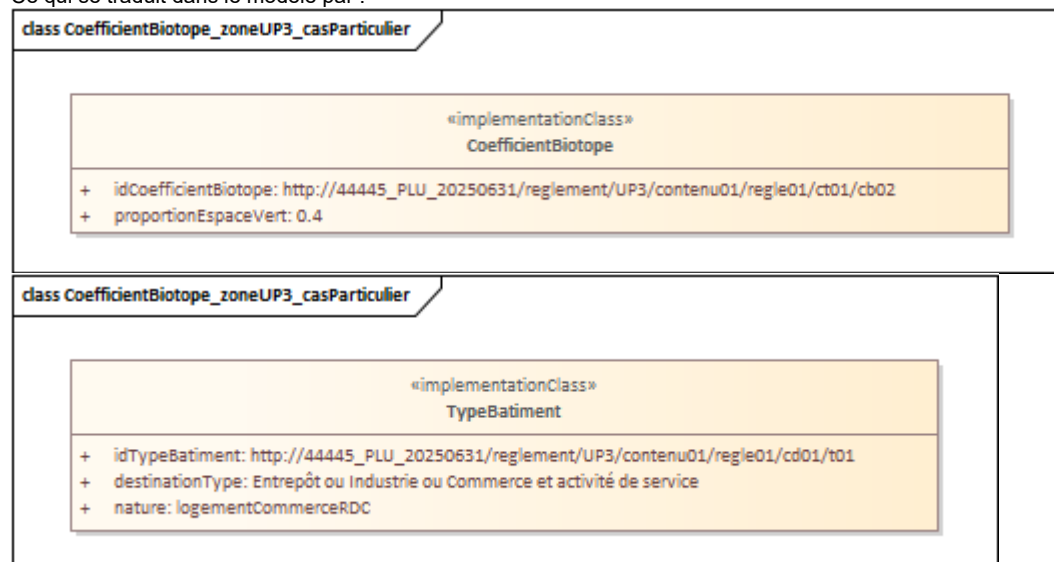 Ce qui se traduit dans le modèle par :
class CoefficientBiotope_zoneUP3_casParticulier
«implementationClass»
CoefficientBiotope
+ idCoefficientBiotope: http://44445_PLU_20250631/reglement/UP3/contenu01/regle01/ct01/cb02
+ proportionEspaceVert: 0.4
class CoefficientBiotope_zoneUP3_casParticulier
«implementationClass»
TypeBatiment
+ idTypeBatiment: http://44445_PLU_20250631/reglement/UP3/contenu01/regle01/cd01/t01
+ destinationType: Entrepôt ou Industrie ou Commerce et activité de service
+ nature: logementCommerceRDC